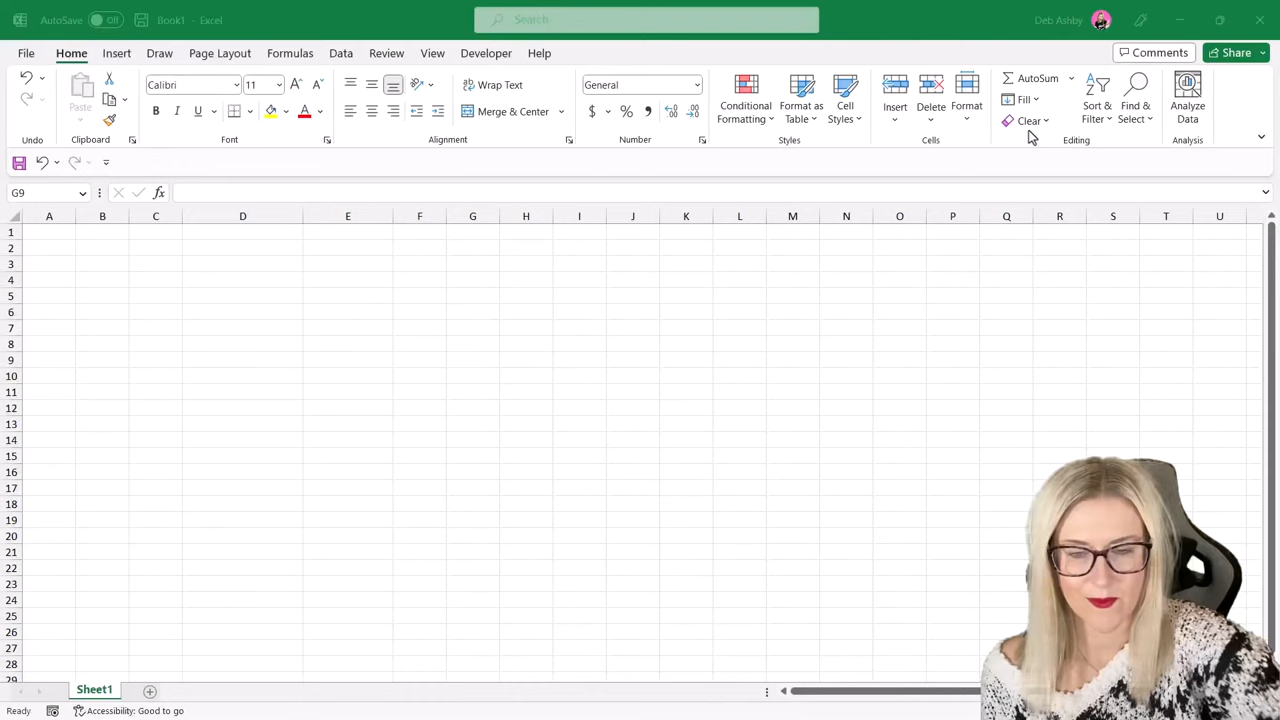 AutoSave Off Book1 - Excel Search Deb Ashby
File Home Insert Draw Page Layout Formulas Data Review View Developer Help Comments Share
Paste Calibri 11 Wrap Text General Conditional Formatting Format as Table Cell Styles Insert Delete Format AutoSum Sort & Filter Find & Select Analyze Data
B I U A Merge & Center $ % Fill
Clear
Undo Clipboard Font Alignment Number Styles Cells Editing Analysis
G9 fx
A B C D E F G H I J K L M N O P Q R S T U
1
2
3
4
5
6
7
8
9
10
11
12
13
14
15
16
17
18
19
20
21
22
23
24
25
26
27
28
29
Sheet1
Ready Accessibility: Good to go